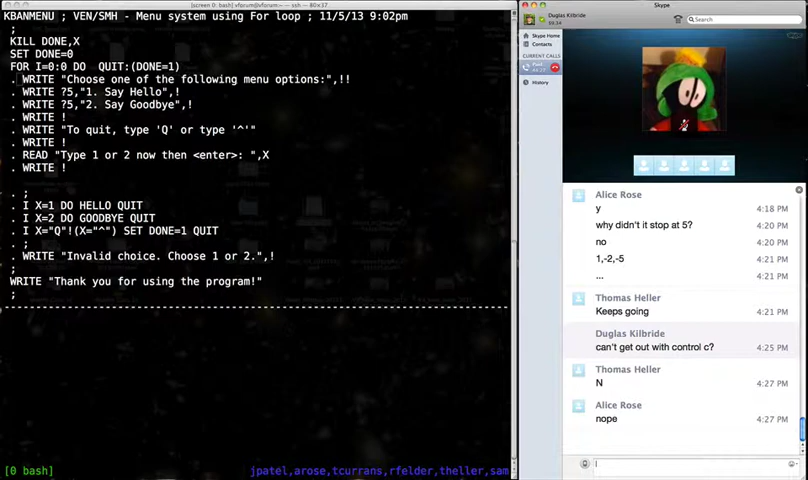 [screen 0: bash] vforum@vforum:~ — ssh — 80×37
KBANMENU ; VEN/SMH - Menu system using For loop ; 11/5/13 9:02pm
;
KILL DONE,X
SET DONE=0
FOR I=0:0 DO  QUIT:(DONE=1)
. WRITE "Choose one of the following menu options:",!!
. WRITE ?5,"1. Say Hello",!
. WRITE ?5,"2. Say Goodbye",!
. WRITE !
. WRITE "To quit, type 'Q' or type '^'"
. WRITE !
. READ "Type 1 or 2 now then <enter>: ",X
. WRITE !
. ;
. I X=1 DO HELLO QUIT
. I X=2 DO GOODBYE QUIT
. I X="Q"!(X="^") SET DONE=1 QUIT
. ;
. WRITE "Invalid choice. Choose 1 or 2.",!
;
WRITE "Thank you for using the program!"
;
[0 bash]
jpatel,arose,tcurrans,rfelder,theller,sam
Skype
Duglas Kilbride
Search
Skype Home
Contacts
CURRENT CALLS
History
Alice Rose
y 4:18 PM
why didn't it stop at 5? 4:20 PM
no 4:20 PM
1,-2,-5 4:21 PM
... 4:21 PM
Thomas Heller
Keeps going 4:21 PM
Duglas Kilbride
can't get out with control c? 4:25 PM
Thomas Heller
N 4:27 PM
Alice Rose
nope 4:27 PM